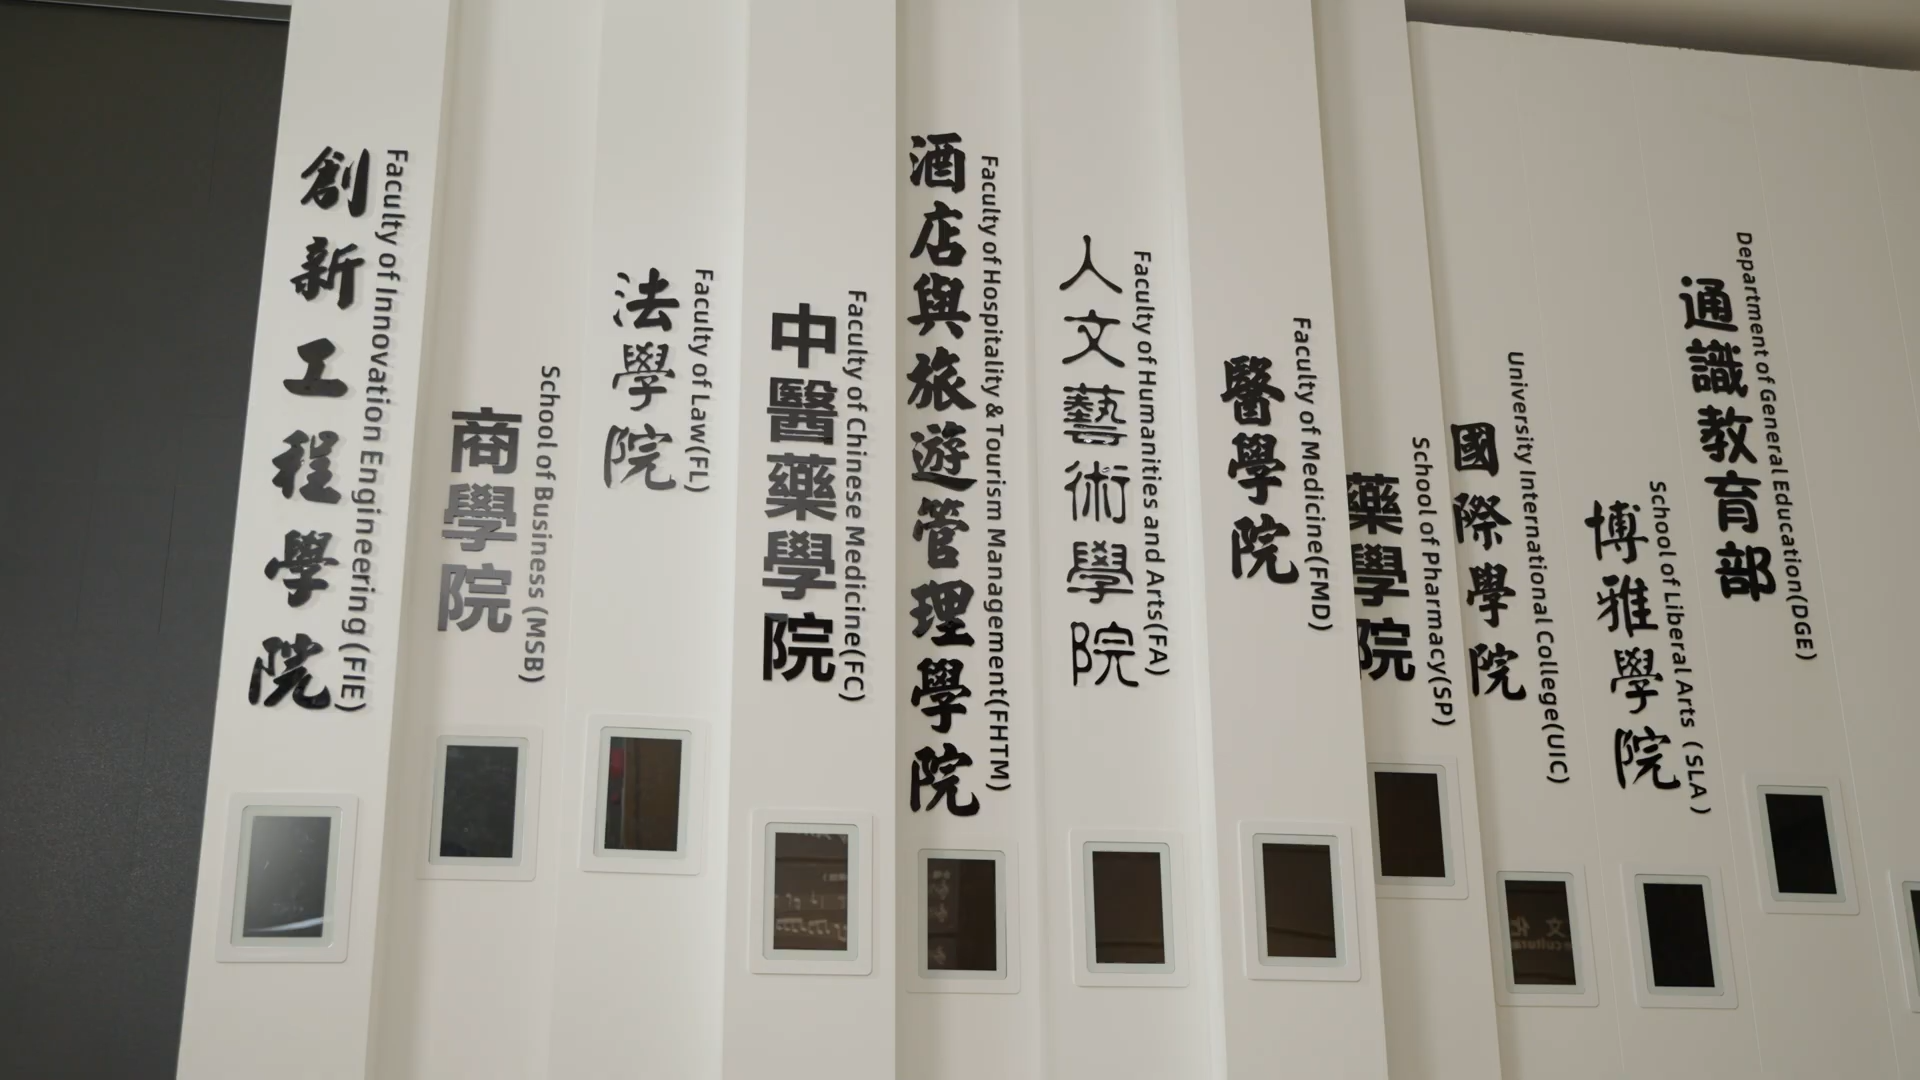 創新工程學院
Faculty of Innovation Engineering (FIE)
商學院
School of Business (MSB)
法學院
Faculty of Law(FL)
中醫藥學院
Faculty of Chinese Medicine(FC)
酒店與旅遊管理學院
Faculty of Hospitality & Tourism Management(FHTM)
人文藝術學院
Faculty of Humanities and Arts(FA)
醫學院
Faculty of Medicine(FMD)
藥學院
School of Pharmacy(SP)
國際學院
University International College(UIC)
博雅學院
School of Liberal Arts (SLA)
通識教育部
Department of General Education(DGE)